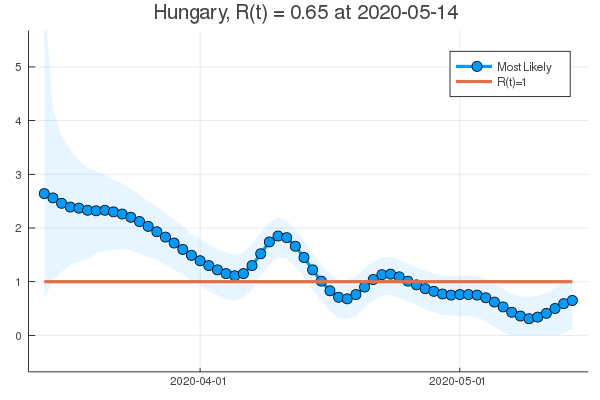 Hungary, R(t) = 0.65 at 2020-05-14
Most Likely
R(t)=1
5
4
3
2
1
0
2020-04-01
2020-05-01